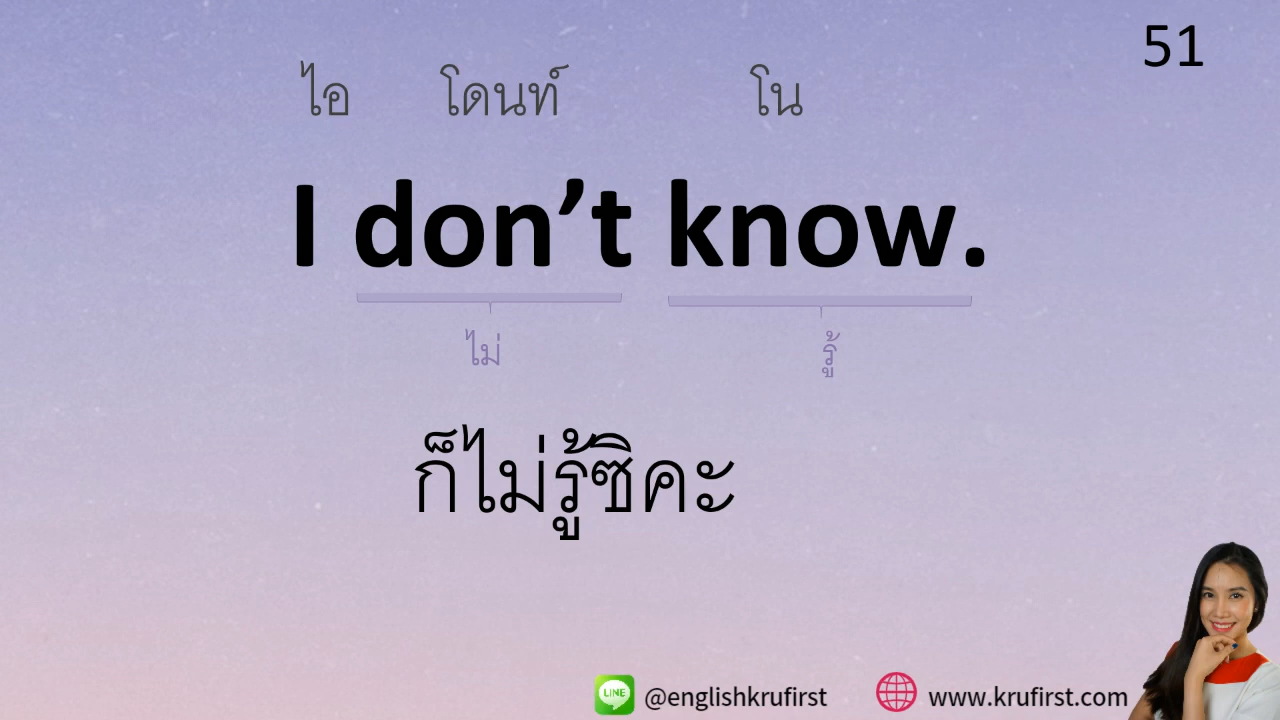 51
ไอ โดนท์ โน
I don’t know.
ไม่ รู้
ก็ไม่รู้ซิคะ
LINE @englishkrufirst www.krufirst.com